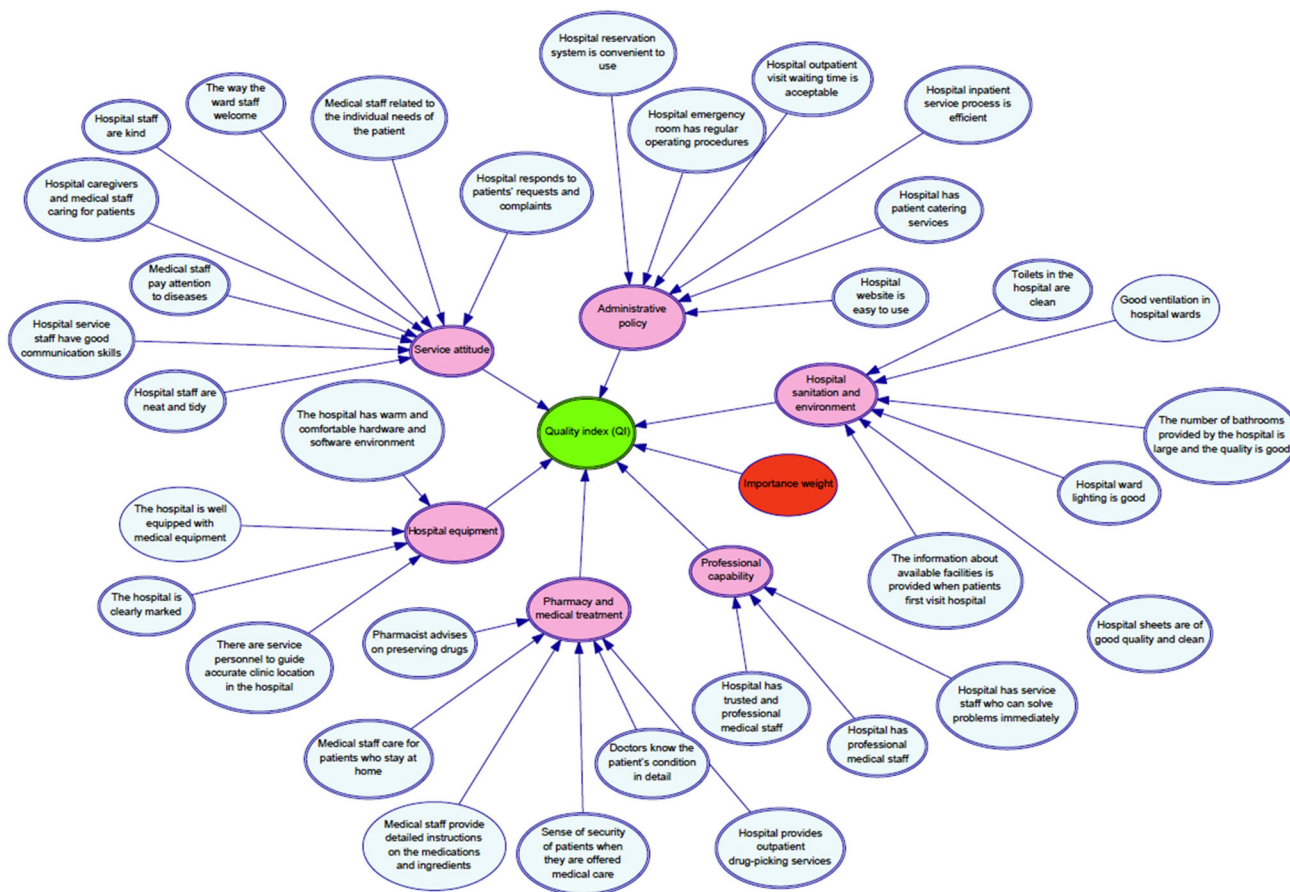 Hospital reservation
system is convenient to
use
Hospital outpatient
visit waiting time is
acceptable
Hospital inpatient
service process is
efficient
The way the
ward staff
welcome
Medical staff related to
the individual needs of
the patient
Hospital staff
are kind
Hospital emergency
room has regular
operating procedures
Hospital caregivers
and medical staff
caring for patients
Hospital responds to
patients' requests and
complaints
Hospital has
patient catering
services
Medical staff
pay attention
to diseases
Hospital
website is
easy to use
Toilets in the
hospital are
clean
Good ventilation in
hospital wards
Hospital service
staff have good
communication skills
Administrative
policy
Service attitude
Hospital staff are
neat and tidy
Hospital
sanitation and
environment
The hospital has warm and
comfortable hardware and
software environment
Quality index (QI)
The number of bathrooms
provided by the hospital is
large and the quality is good
Importance weight
Hospital ward
lighting is good
The hospital is well
equipped with
medical equipment
Hospital equipment
Professional
capability
The information about
available facilities is
provided when patients
first visit hospital
The hospital is
clearly marked
Pharmacy and
medical treatment
Hospital sheets are of
good quality and clean
Pharmacist advises
on preserving drugs
There are service
personnel to guide
accurate clinic location
in the hospital
Hospital has
trusted and
professional
medical staff
Hospital has service
staff who can solve
problems immediately
Medical staff care for
patients who stay at
home
Doctors know the
patient's condition
in detail
Hospital has
professional
medical staff
Medical staff provide
detailed instructions
on the medications
and ingredients
Sense of security
of patients when
they are offered
medical care
Hospital provides
outpatient
drug-picking services